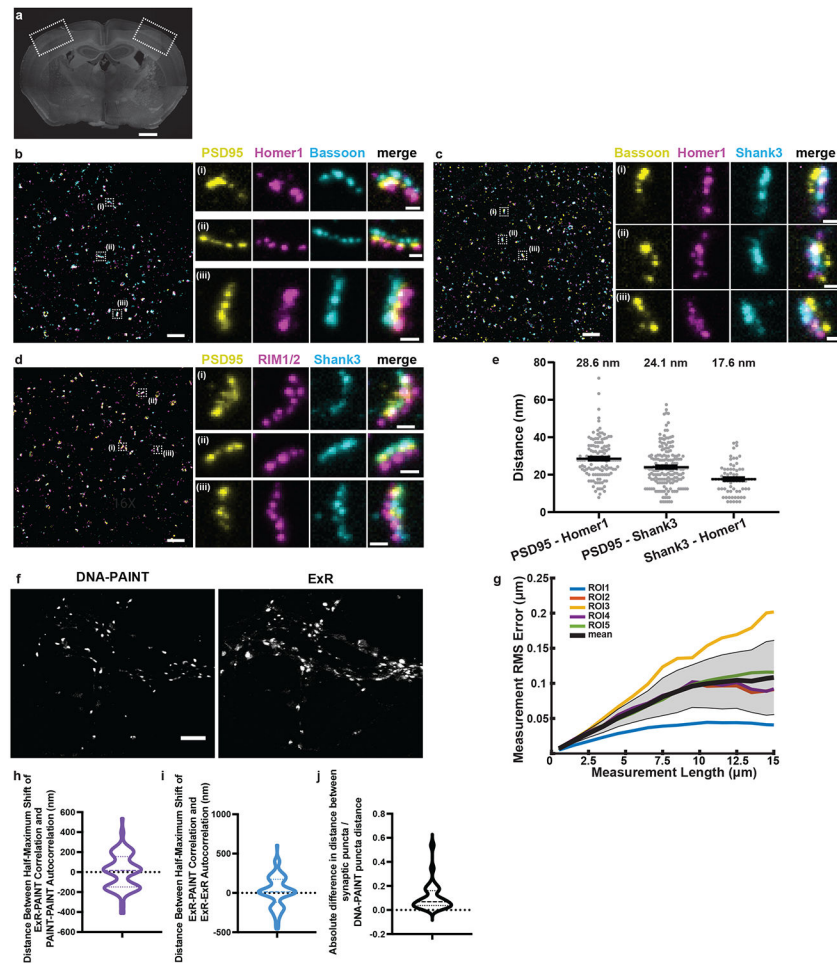 a
b
PSD95 Homer1 Bassoon merge
(i)
(ii)
(iii)
(i)
(ii)
(iii)
c
Bassoon Homer1 Shank3 merge
(i)
(ii)
(iii)
(i)
(ii)
(iii)
d
PSD95 RIM1/2 Shank3 merge
(ii)
(i)
(iii)
(i)
(ii)
(iii)
e
28.6 nm 24.1 nm 17.6 nm
Distance (nm)
80
60
40
20
0
PSD95 - Homer1
PSD95 - Shank3
Shank3 - Homer1
f
DNA-PAINT ExR
g
Measurement RMS Error (µm)
0.2
0.15
0.1
0.05
ROI1
ROI2
ROI3
ROI4
ROI5
mean
0 2.5 5 7.5 10 12.5 15
Measurement Length (µm)
h
Distance Between Half-Maximum Shift of
ExR-PAINT Correlation and
PAINT-PAINT Autocorrelation (nm)
600
400
200
0
-200
-400
-600
i
Distance Between Half-Maximum Shift of
ExR-PAINT Correlation and
ExR-ExR Autocorrelation (nm)
1000
500
0
-500
j
Absolute difference in distance between
synaptic puncta /
DNA-PAINT puncta distance
0.8
0.6
0.4
0.2
0.0
-0.2